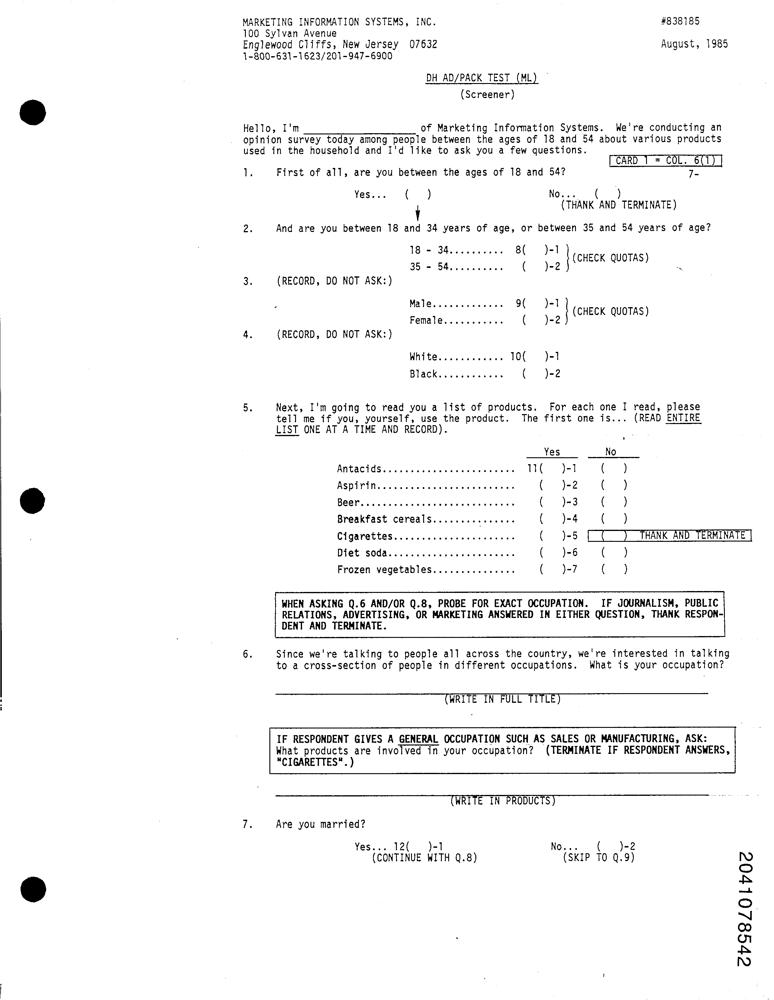 MARKETING INFORMATION SYSTEMS, INC. #838185
100 Sylvan Avenue
Englewood Cliffs, New Jersey 07632 August, 1985
1-800-631-1623/201-947-6900
DH AD/PACK TEST (ML)
(Screener)
Hello, I'm ________________ of Marketing Information Systems. We're conducting an
opinion survey today among people between the ages of 18 and 54 about various products
used in the household and I'd like to ask you a few questions.
CARD 1 = COL. 6(1)
1. First of all, are you between the ages of 18 and 54? 7-
Yes... ( ) No... ( )
(THANK AND TERMINATE)
2. And are you between 18 and 34 years of age, or between 35 and 54 years of age?
18 - 34.......... 8( )-1
(CHECK QUOTAS)
35 - 54.......... ( )-2
3. (RECORD, DO NOT ASK:)
Male............. 9( )-1
(CHECK QUOTAS)
Female........... ( )-2
4. (RECORD, DO NOT ASK:)
White............ 10( )-1
Black............ ( )-2
5. Next, I'm going to read you a list of products. For each one I read, please
tell me if you, yourself, use the product. The first one is... (READ ENTIRE
LIST ONE AT A TIME AND RECORD).
Yes No
Antacids........................ 11( )-1 ( )
Aspirin......................... ( )-2 ( )
Beer............................ ( )-3 ( )
Breakfast cereals............... ( )-4 ( )
Cigarettes...................... ( )-5 ( ) THANK AND TERMINATE
Diet soda....................... ( )-6 ( )
Frozen vegetables............... ( )-7 ( )
WHEN ASKING Q.6 AND/OR Q.8, PROBE FOR EXACT OCCUPATION. IF JOURNALISM, PUBLIC
RELATIONS, ADVERTISING, OR MARKETING ANSWERED IN EITHER QUESTION, THANK RESPON-
DENT AND TERMINATE.
6. Since we're talking to people all across the country, we're interested in talking
to a cross-section of people in different occupations. What is your occupation?
(WRITE IN FULL TITLE)
IF RESPONDENT GIVES A GENERAL OCCUPATION SUCH AS SALES OR MANUFACTURING, ASK:
What products are involved in your occupation? (TERMINATE IF RESPONDENT ANSWERS,
"CIGARETTES".)
(WRITE IN PRODUCTS)
7. Are you married?
Yes... 12( )-1 No... ( )-2
(CONTINUE WITH Q.8) (SKIP TO Q.9)
2041078542